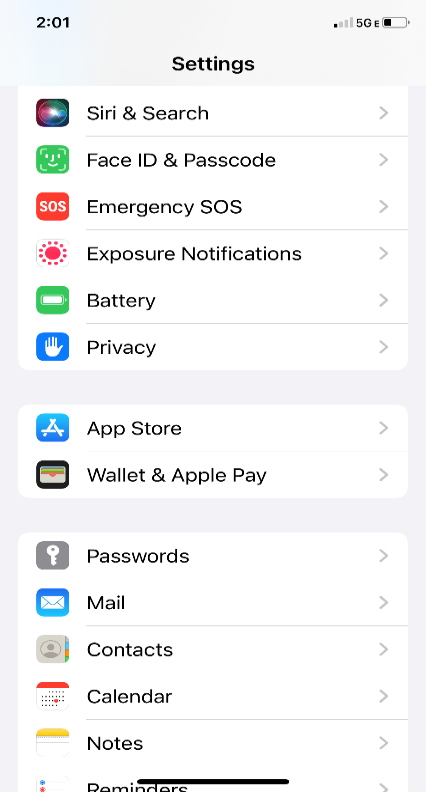 2:01
5G E
Settings
Siri & Search
Face ID & Passcode
SOS
Emergency SOS
Exposure Notifications
Battery
Privacy
App Store
Wallet & Apple Pay
Passwords
Mail
Contacts
Calendar
Notes
Reminders